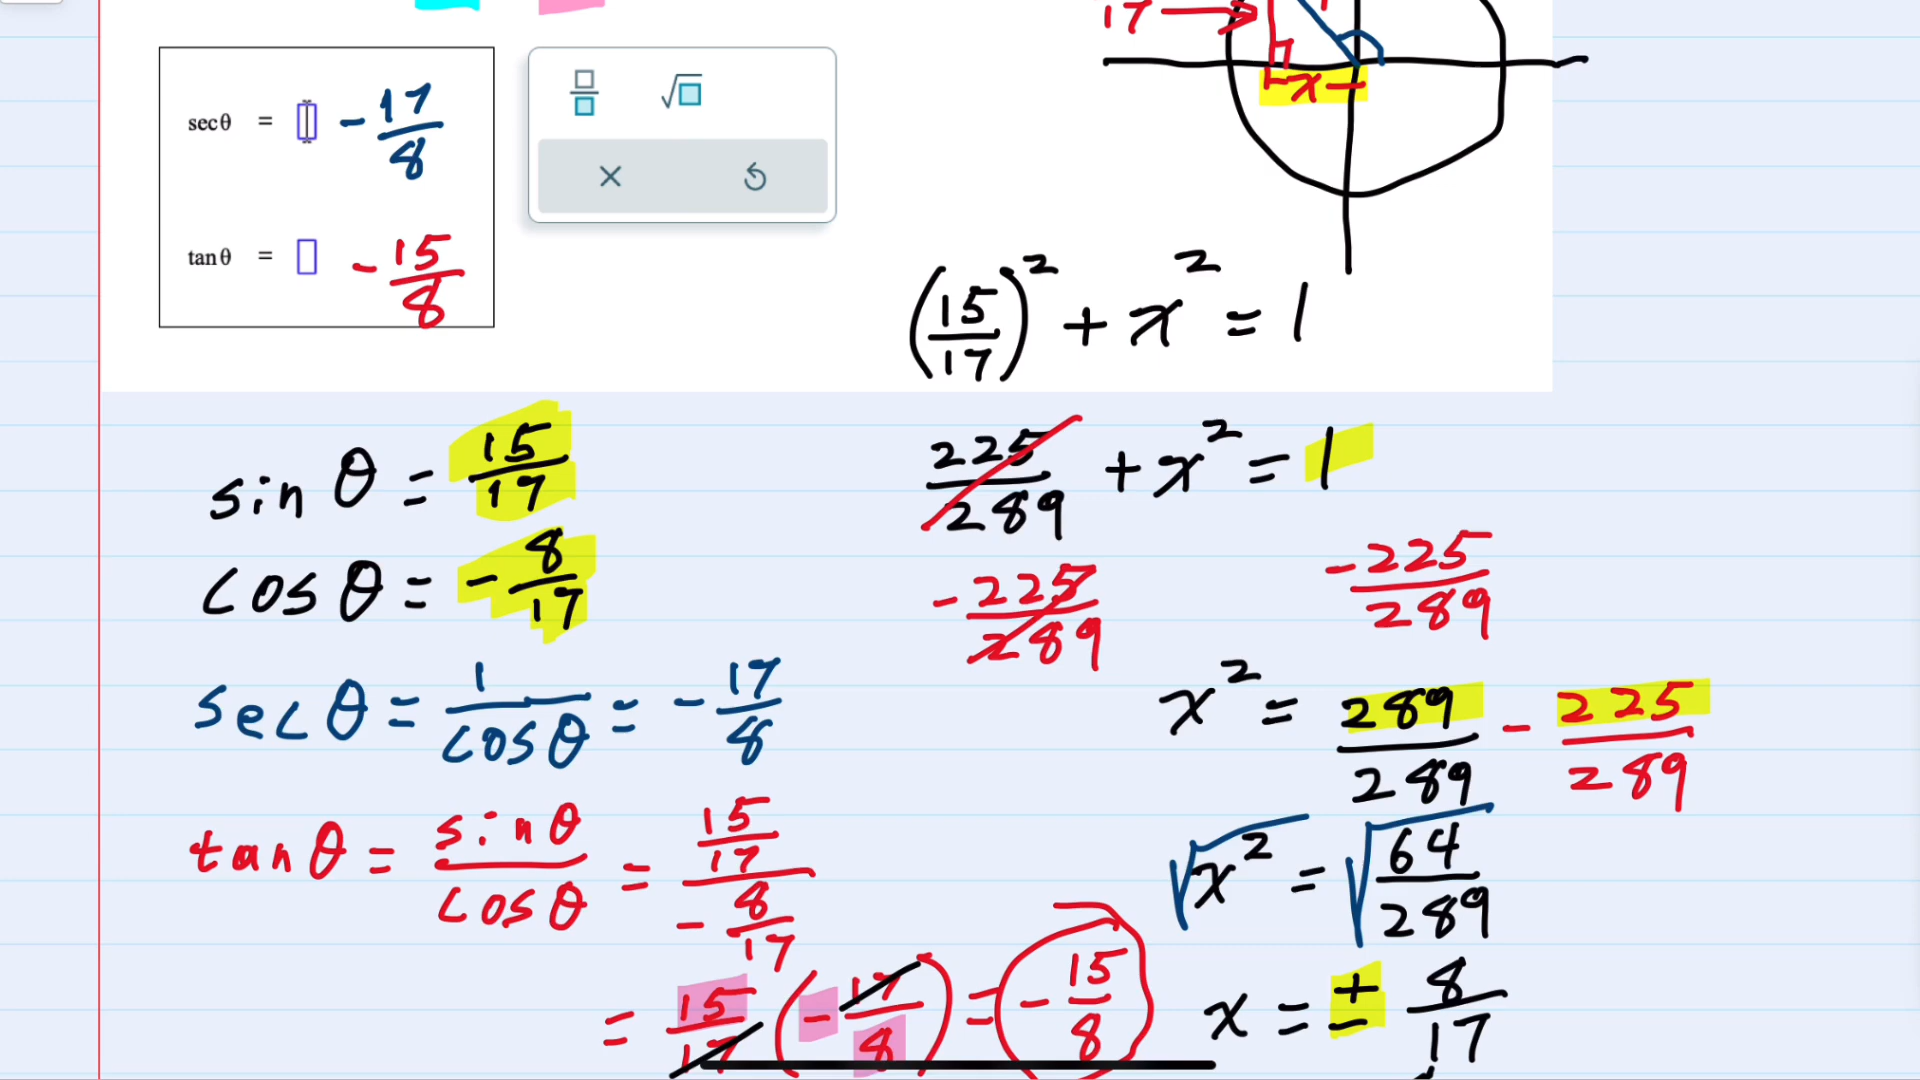 17 →
x
secθ = - 17/8
tanθ = - 15/8
(15/17)² + x² = 1
sin θ = 15/17
cos θ = - 8/17
sec θ = 1/cos θ = - 17/8
tan θ = sin θ/cos θ = 15/17 / - 8/17
= 15/17 (- 17/8) = - 15/8
225/289 + x² = 1
- 225/289 - 225/289
x² = 289/289 - 225/289
√x² = √64/289
x = ± 8/17